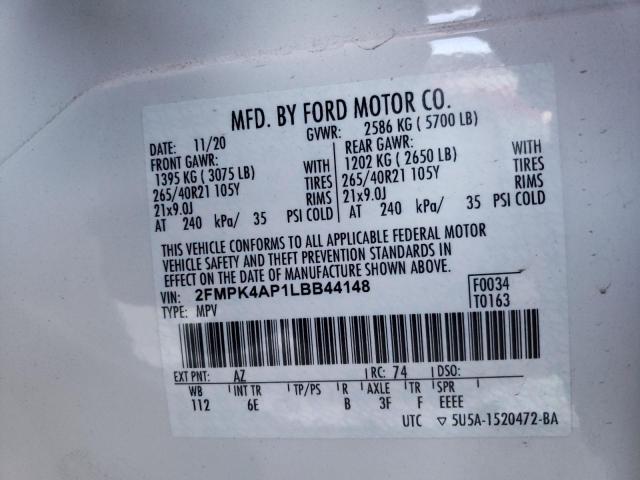 MFD. BY FORD MOTOR CO.
DATE: 11/20 GVWR: 2586 KG ( 5700 LB)
FRONT GAWR: REAR GAWR:
1395 KG ( 3075 LB) WITH 1202 KG ( 2650 LB) WITH
265/40R21 105Y TIRES 265/40R21 105Y TIRES
21x9.0J RIMS 21x9.0J RIMS
AT 240 kPa/ 35 PSI COLD AT 240 kPa/ 35 PSI COLD
THIS VEHICLE CONFORMS TO ALL APPLICABLE FEDERAL MOTOR
VEHICLE SAFETY AND THEFT PREVENTION STANDARDS IN
EFFECT ON THE DATE OF MANUFACTURE SHOWN ABOVE.
VIN: 2FMPK4AP1LBB44148 F0034
TYPE: MPV T0163
EXT PNT: AZ RC: 74 DSO:
WB INT TR TP/PS R AXLE TR SPR
112 6E B 3F F EEEE
UTC ▽ 5U5A-1520472-BA